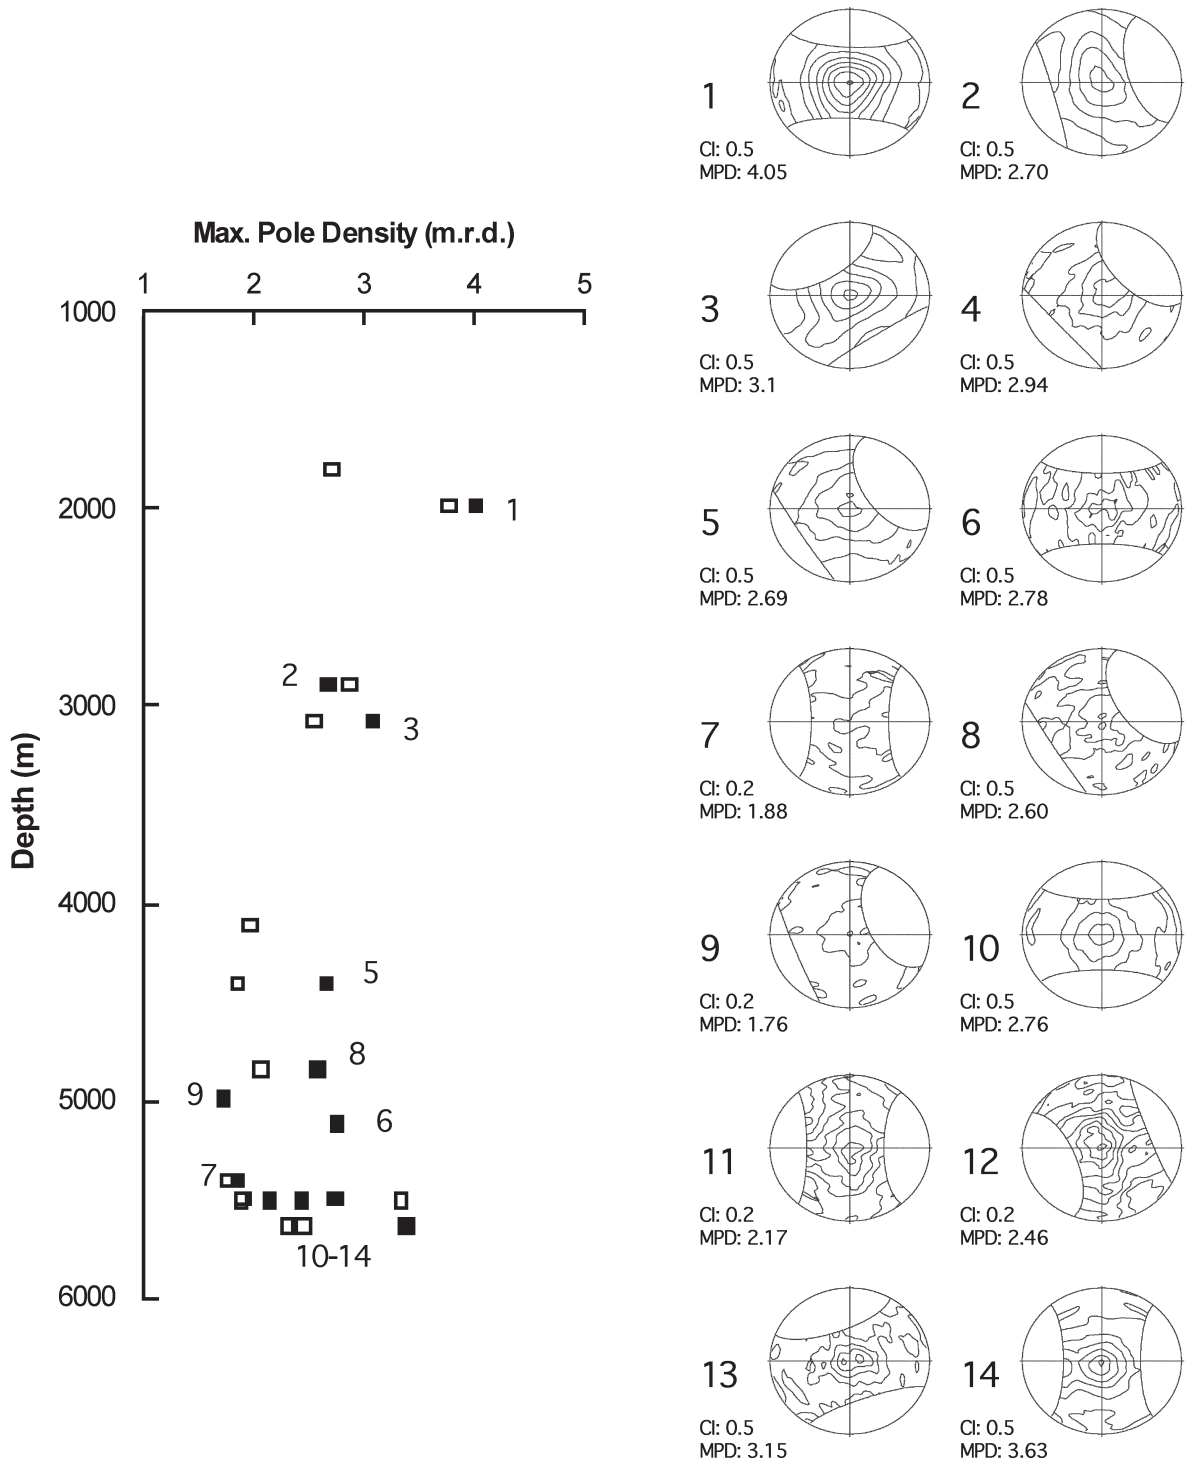 Max. Pole Density (m.r.d.)
1 2 3 4 5
Depth (m)
1000
2000
3000
4000
5000
6000
1
2
3
5
8
9
6
7
10-14
1
CI: 0.5
MPD: 4.05
2
CI: 0.5
MPD: 2.70
3
CI: 0.5
MPD: 3.1
4
CI: 0.5
MPD: 2.94
5
CI: 0.5
MPD: 2.69
6
CI: 0.5
MPD: 2.78
7
CI: 0.2
MPD: 1.88
8
CI: 0.5
MPD: 2.60
9
CI: 0.2
MPD: 1.76
10
CI: 0.5
MPD: 2.76
11
CI: 0.2
MPD: 2.17
12
CI: 0.2
MPD: 2.46
13
CI: 0.5
MPD: 3.15
14
CI: 0.5
MPD: 3.63